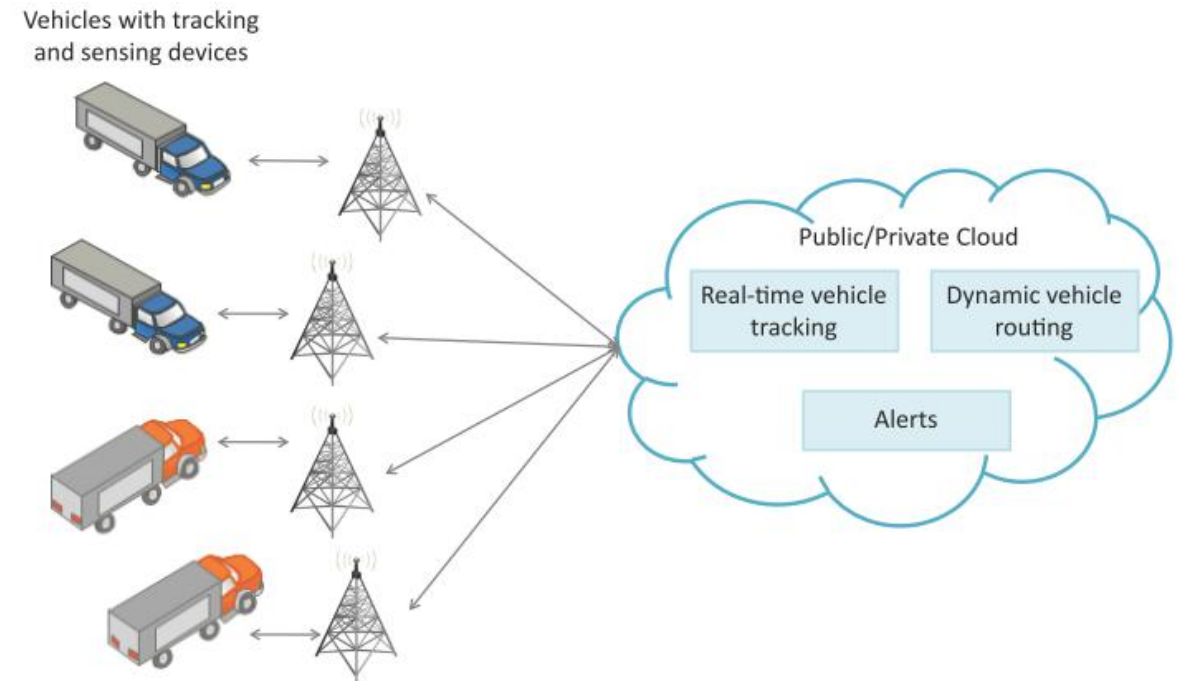 Vehicles with tracking
and sensing devices
Public/Private Cloud
Real-time vehicle
tracking
Dynamic vehicle
routing
Alerts